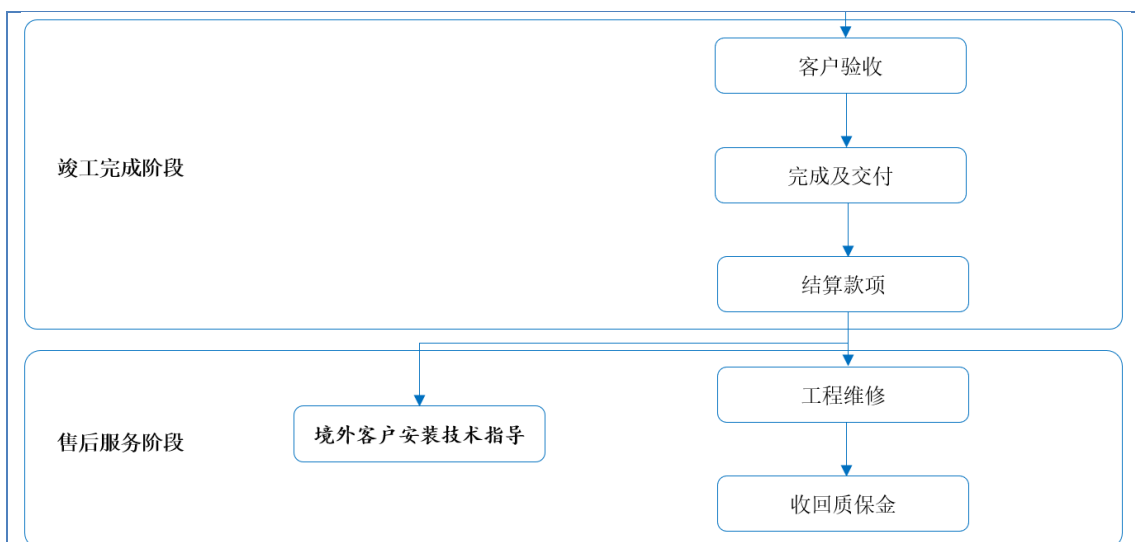 客户验收
竣工完成阶段
完成及交付
结算款项
工程维修
境外客户安装技术指导
售后服务阶段
收回质保金